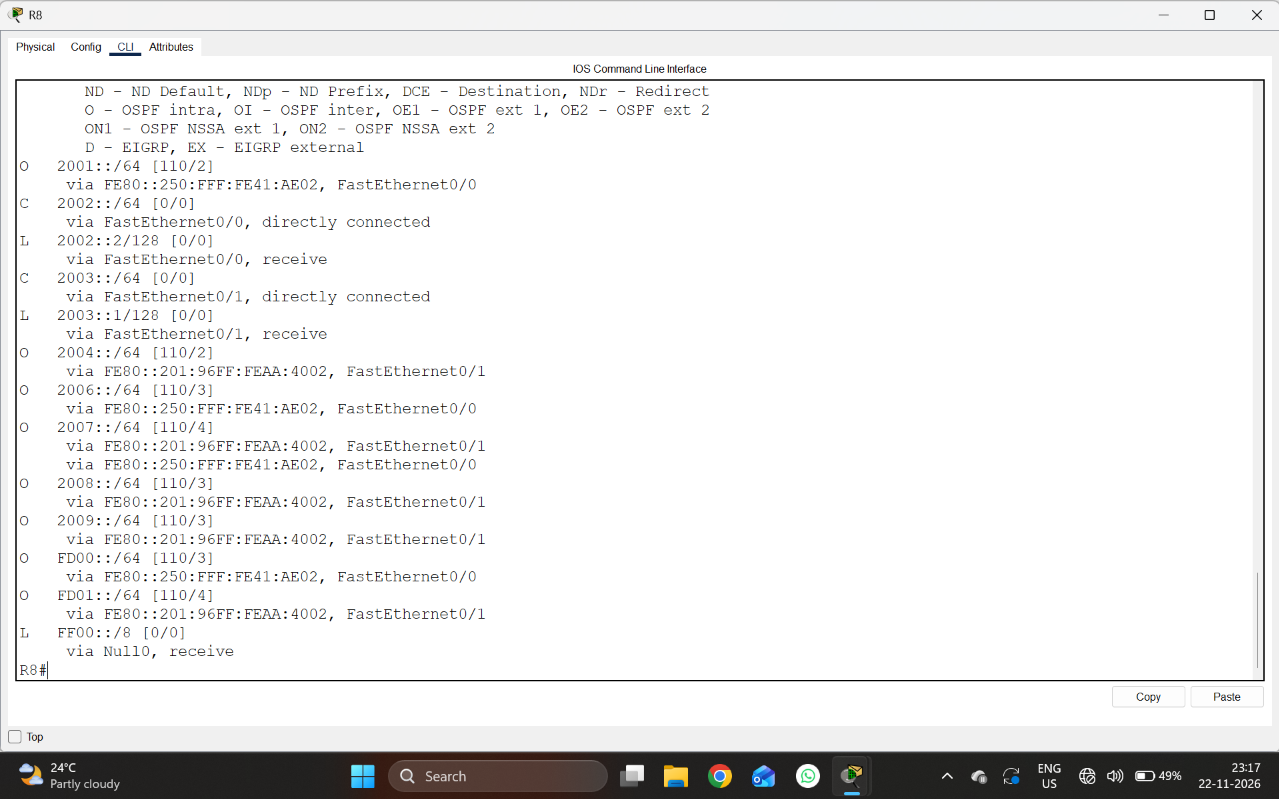 R8
Physical Config CLI Attributes
IOS Command Line Interface
ND - ND Default, NDp - ND Prefix, DCE - Destination, NDr - Redirect
O - OSPF intra, OI - OSPF inter, OE1 - OSPF ext 1, OE2 - OSPF ext 2
ON1 - OSPF NSSA ext 1, ON2 - OSPF NSSA ext 2
D - EIGRP, EX - EIGRP external
O 2001::/64 [110/2]
via FE80::250:FFF:FE41:AE02, FastEthernet0/0
C 2002::/64 [0/0]
via FastEthernet0/0, directly connected
L 2002::2/128 [0/0]
via FastEthernet0/0, receive
C 2003::/64 [0/0]
via FastEthernet0/1, directly connected
L 2003::1/128 [0/0]
via FastEthernet0/1, receive
O 2004::/64 [110/2]
via FE80::201:96FF:FEAA:4002, FastEthernet0/1
O 2006::/64 [110/3]
via FE80::250:FFF:FE41:AE02, FastEthernet0/0
O 2007::/64 [110/4]
via FE80::201:96FF:FEAA:4002, FastEthernet0/1
via FE80::250:FFF:FE41:AE02, FastEthernet0/0
O 2008::/64 [110/3]
via FE80::201:96FF:FEAA:4002, FastEthernet0/1
O 2009::/64 [110/3]
via FE80::201:96FF:FEAA:4002, FastEthernet0/1
O FD00::/64 [110/3]
via FE80::250:FFF:FE41:AE02, FastEthernet0/0
O FD01::/64 [110/4]
via FE80::201:96FF:FEAA:4002, FastEthernet0/1
L FF00::/8 [0/0]
via Null0, receive
R8#
Copy Paste
Top
24°C
Partly cloudy
Search
ENG
US
49%
23:17
22-11-2026